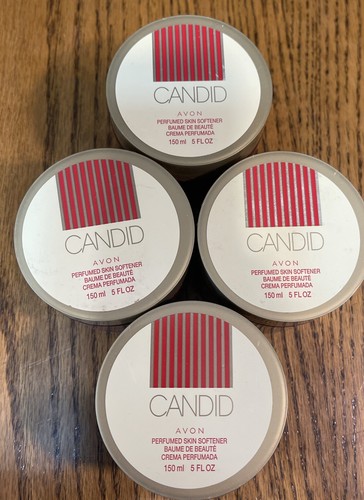 CANDID
AVON
PERFUMED SKIN SOFTENER
BAUME DE BEAUTÉ
CREMA PERFUMADA
150 ml 5 FL OZ
CANDID
AVON
PERFUMED SKIN SOFTENER
BAUME DE BEAUTÉ
CREMA PERFUMADA
150 ml 5 FL OZ
CANDID
AVON
PERFUMED SKIN SOFTENER
BAUME DE BEAUTÉ
CREMA PERFUMADA
150 ml 5 FL OZ
CANDID
AVON
PERFUMED SKIN SOFTENER
BAUME DE BEAUTÉ
CREMA PERFUMADA
150 ml 5 FL OZ